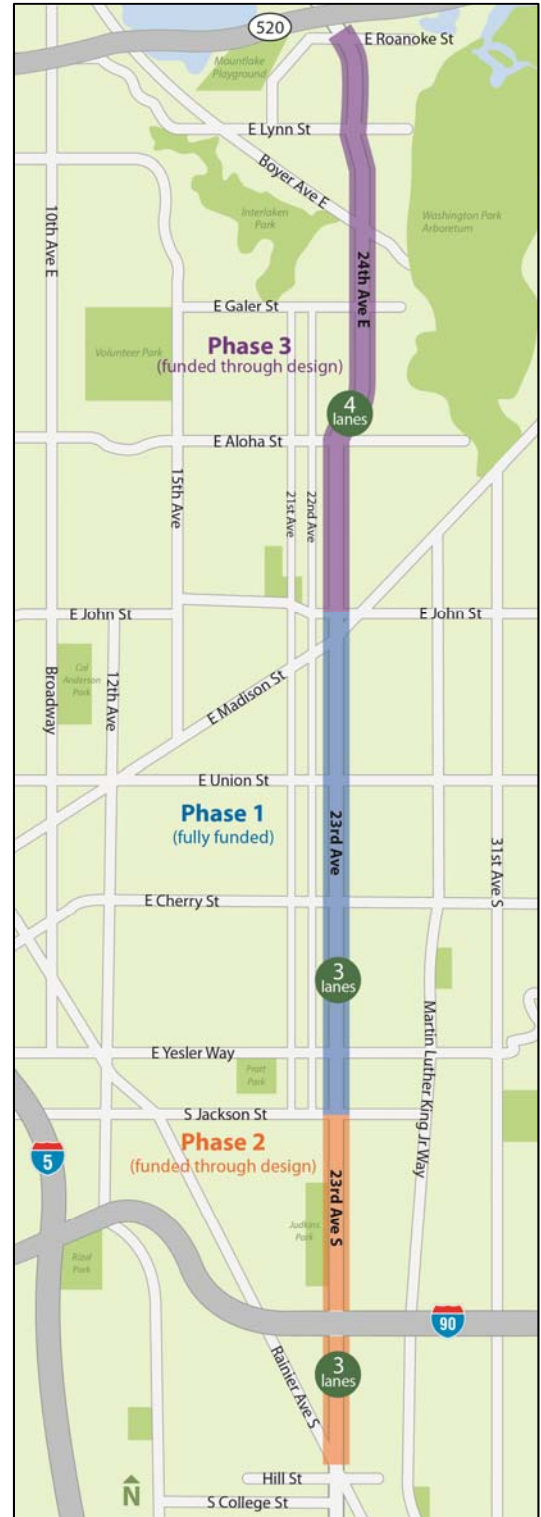 520
E Roanoke St
Mountlake
Playground
E Lynn St
Boyer Ave E
10th Ave E
Interlaken
Park
Washington Park
Arboretum
24th Ave E
E Galer St
Phase 3
(funded through design)
Volunteer Park
4
lanes
E Aloha St
15th Ave
21st Ave
22nd Ave
E John St
E John St
Cal
Anderson
Park
Broadway
12th Ave
E Madison St
E Union St
Phase 1
(fully funded)
23rd Ave
31st Ave S
E Cherry St
3
lanes
Martin Luther King Jr Way
E Yesler Way
Pratt
Park
S Jackson St
Phase 2
(funded through design)
5
23rd Ave S
Judkins
Park
Rizal
Park
90
Rainier Ave S
3
lanes
Hill St
N
S College St